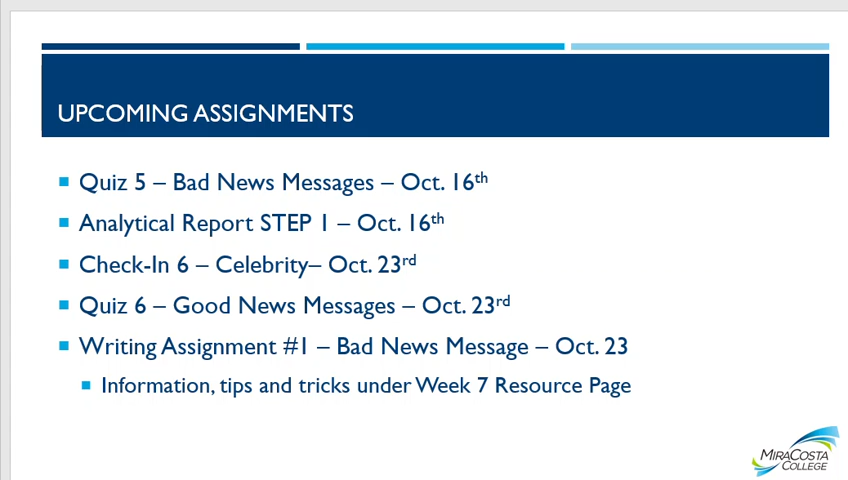 UPCOMING ASSIGNMENTS
Quiz 5 – Bad News Messages – Oct. 16th
Analytical Report STEP 1 – Oct. 16th
Check-In 6 – Celebrity– Oct. 23rd
Quiz 6 – Good News Messages – Oct. 23rd
Writing Assignment #1 – Bad News Message – Oct. 23
Information, tips and tricks under Week 7 Resource Page
MIRACOSTA
COLLEGE